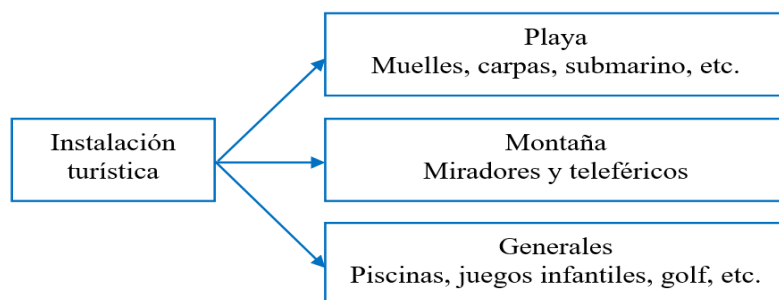 Instalación
turística
Playa
Muelles, carpas, submarino, etc.
Montaña
Miradores y teleféricos
Generales
Piscinas, juegos infantiles, golf, etc.